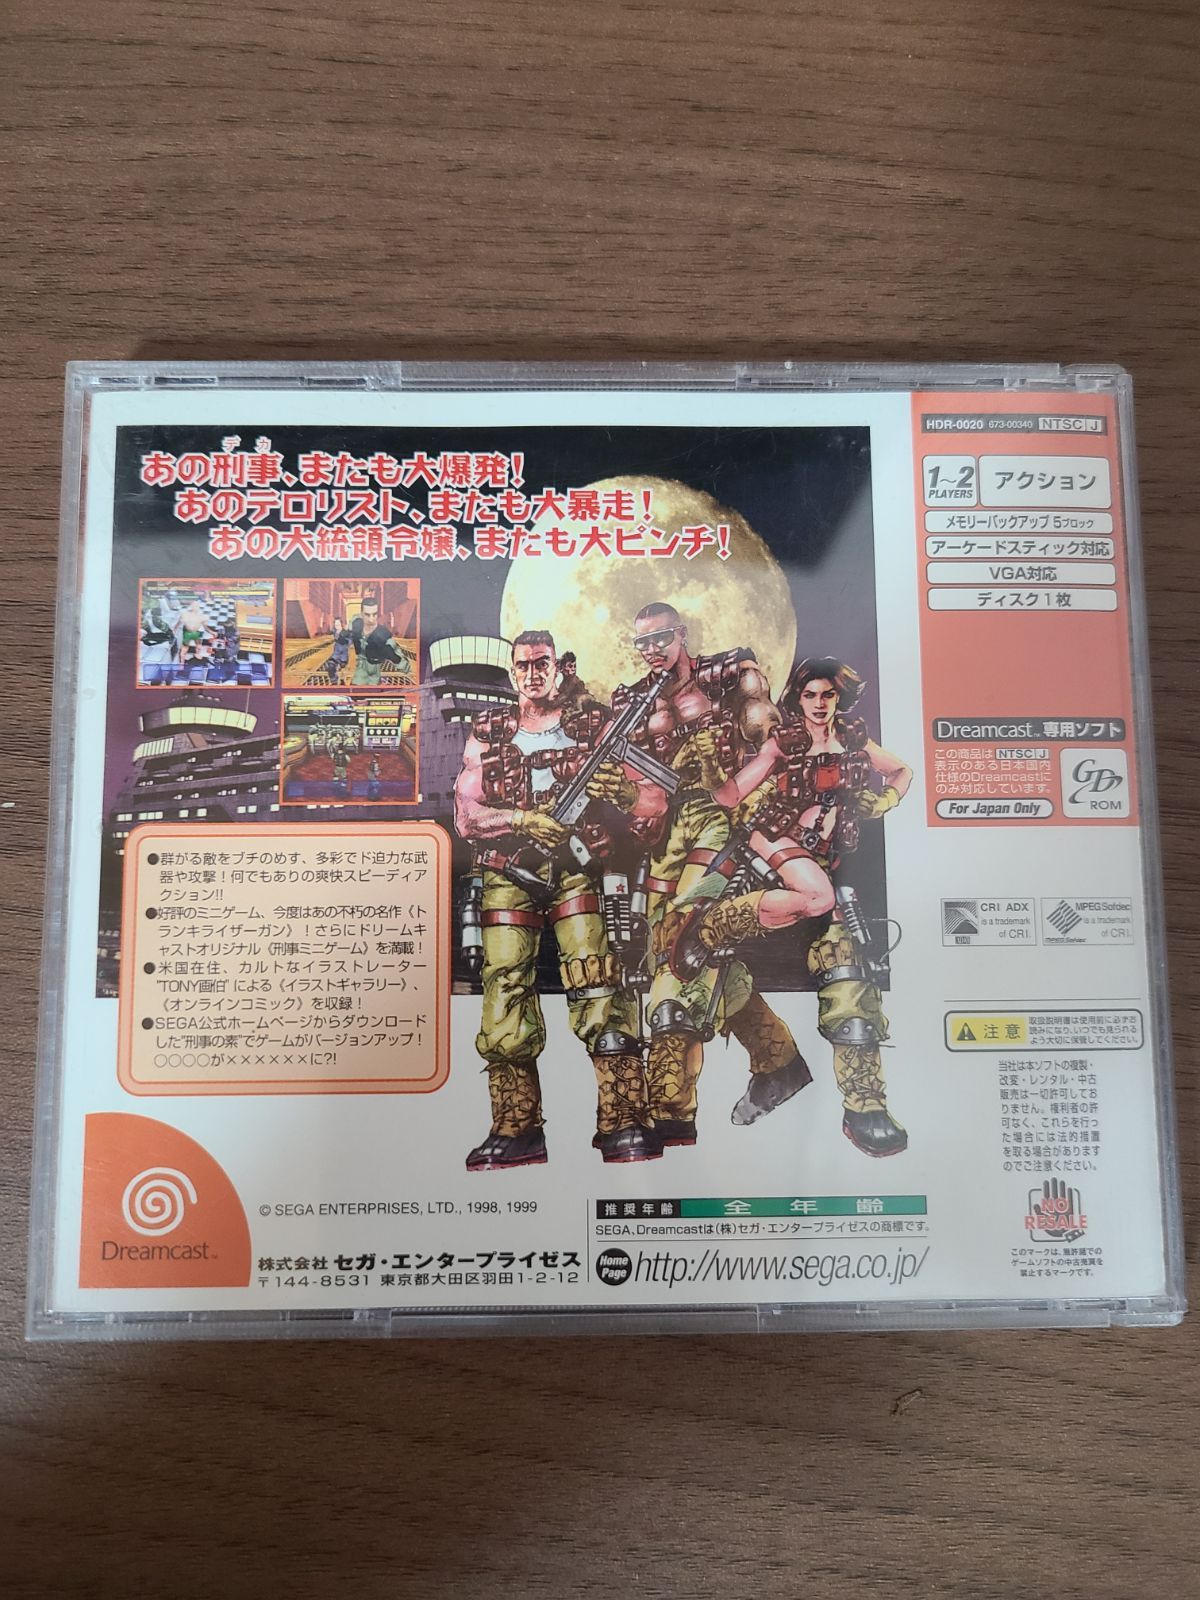 デカ
あの刑事、またも大爆発！
あのテロリスト、またも大暴走！
あの大統領令嬢、またも大ピンチ！
●群がる敵をブチのめす、多彩でド迫力な武
器や攻撃！何でもありの爽快スピーディア
クション!!
●好評のミニゲーム、今度はあの不朽の名作《ト
ランキライザーガン》！さらにドリームキ
ャストオリジナル《刑事ミニゲーム》を満載！
●米国在住、カルトなイラストレーター
"TONY画伯"による《イラストギャラリー》、
《オンラインコミック》を収録！
●SEGA公式ホームページからダウンロード
した"刑事の素"でゲームがバージョンアップ！
○○○○が××××××に?!
Dreamcast™
© SEGA ENTERPRISES, LTD., 1998, 1999
株式会社 セガ・エンタープライゼス
〒144-8531 東京都大田区羽田1-2-12
推奨年齢 全年齢
SEGA、Dreamcastは(株)セガ・エンタープライゼスの商標です。
Home Page http://www.sega.co.jp/
HDR-0020 673-00340 NTSC J
1~2 PLAYERS アクション
メモリーバックアップ 5ブロック
アーケードスティック対応
VGA対応
ディスク1枚
Dreamcast™ 専用ソフト
この商品は NTSC J
表示のある日本国内
仕様のDreamcastに
のみ対応しています。
For Japan Only
GD ROM
CRI ADX
is a trademark
of CRI.
MPEG Sofdec
is a trademark
of CRI.
注意
取扱説明書は使用前に必ずお
読みになり、いつでも見られる
よう大切に保管してください。
当社は本ソフトの複製・
改変・レンタル・中古
販売は一切許可してお
りません。権利者の許
可なく、これらを行っ
た場合には法的措置
を取る場合があります
のでご注意ください。
NO RESALE
このマークは、無許諾での
ゲームソフトの中古売買を
禁止するマークです。